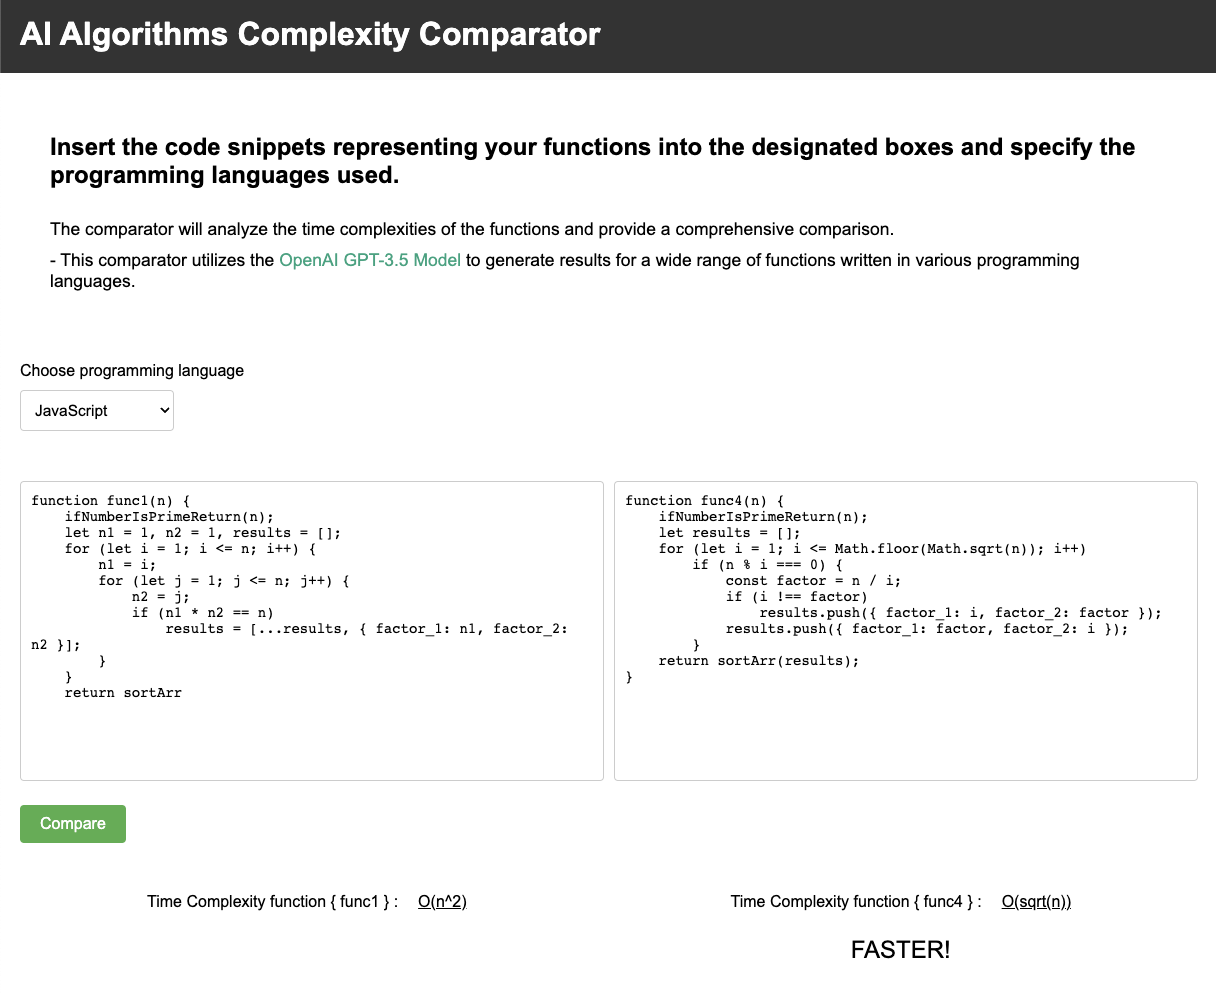 AI Algorithms Complexity Comparator
Insert the code snippets representing your functions into the designated boxes and specify the
programming languages used.
The comparator will analyze the time complexities of the functions and provide a comprehensive comparison.
- This comparator utilizes the OpenAI GPT-3.5 Model to generate results for a wide range of functions written in various programming
languages.
Choose programming language
JavaScript
function func1(n) {
    ifNumberIsPrimeReturn(n);
    let n1 = 1, n2 = 1, results = [];
    for (let i = 1; i <= n; i++) {
        n1 = i;
        for (let j = 1; j <= n; j++) {
            n2 = j;
            if (n1 * n2 == n)
                results = [...results, { factor_1: n1, factor_2:
n2 }];
        }
    }
    return sortArr
function func4(n) {
    ifNumberIsPrimeReturn(n);
    let results = [];
    for (let i = 1; i <= Math.floor(Math.sqrt(n)); i++)
        if (n % i === 0) {
            const factor = n / i;
            if (i !== factor)
                results.push({ factor_1: i, factor_2: factor });
            results.push({ factor_1: factor, factor_2: i });
        }
    return sortArr(results);
}
Compare
Time Complexity function { func1 } : O(n^2)
Time Complexity function { func4 } : O(sqrt(n))
FASTER!